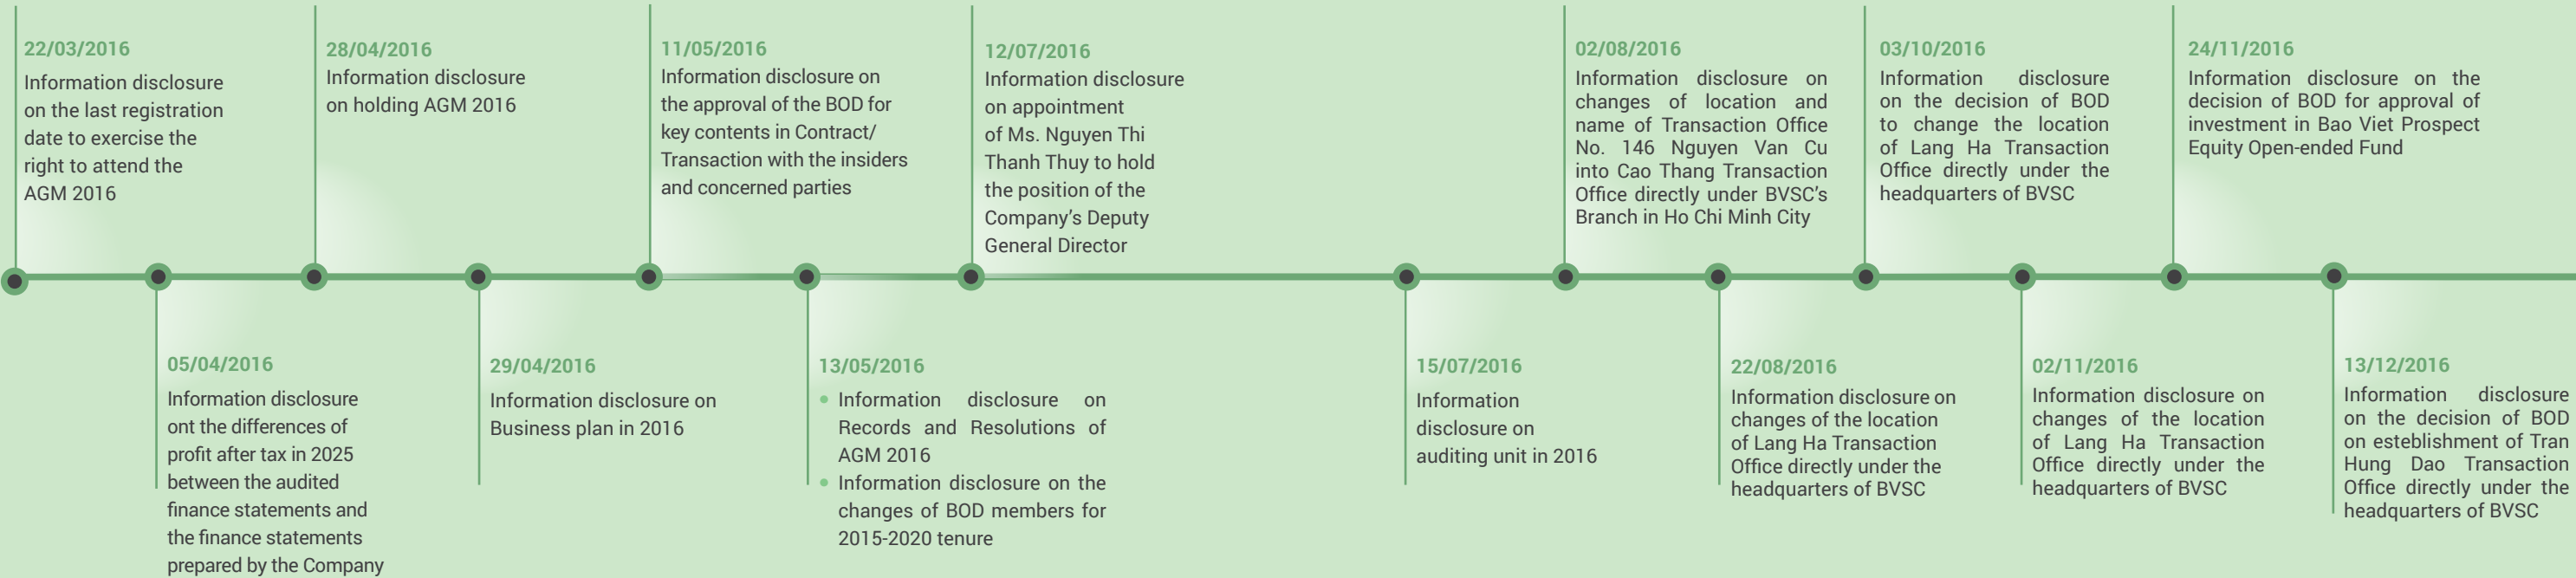 22/03/2016
Information disclosure
on the last registration
date to exercise the
right to attend the
AGM 2016
28/04/2016
Information disclosure
on holding AGM 2016
11/05/2016
Information disclosure on
the approval of the BOD for
key contents in Contract/
Transaction with the insiders
and concerned parties
12/07/2016
Information disclosure
on appointment
of Ms. Nguyen Thi
Thanh Thuy to hold
the position of the
Company’s Deputy
General Director
02/08/2016
Information disclosure on
changes of location and
name of Transaction Office
No. 146 Nguyen Van Cu
into Cao Thang Transaction
Office directly under BVSC’s
Branch in Ho Chi Minh City
03/10/2016
Information disclosure
on the decision of BOD
to change the location
of Lang Ha Transaction
Office directly under the
headquarters of BVSC
24/11/2016
Information disclosure on the
decision of BOD for approval of
investment in Bao Viet Prospect
Equity Open-ended Fund
05/04/2016
Information disclosure
ont the differences of
profit after tax in 2025
between the audited
finance statements and
the finance statements
prepared by the Company
29/04/2016
Information disclosure on
Business plan in 2016
13/05/2016
• Information disclosure on
Records and Resolutions of
AGM 2016
• Information disclosure on the
changes of BOD members for
2015-2020 tenure
15/07/2016
Information
disclosure on
auditing unit in 2016
22/08/2016
Information disclosure on
changes of the location
of Lang Ha Transaction
Office directly under the
headquarters of BVSC
02/11/2016
Information disclosure on
changes of the location
of Lang Ha Transaction
Office directly under the
headquarters of BVSC
13/12/2016
Information disclosure
on the decision of BOD
on esteblishment of Tran
Hung Dao Transaction
Office directly under the
headquarters of BVSC